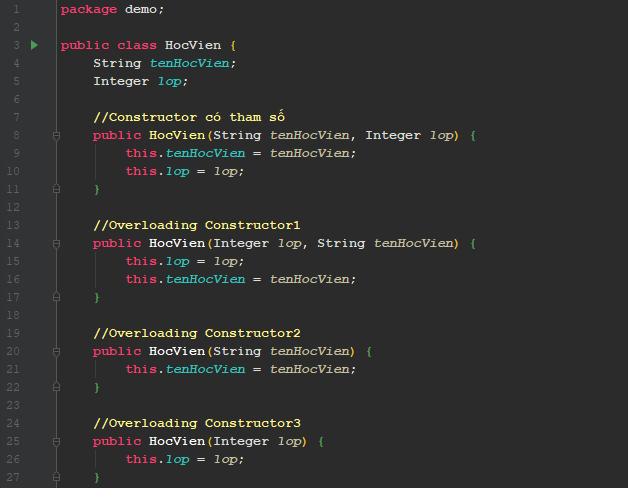 1 package demo;
2
3 public class HocVien {
4 String tenHocVien;
5 Integer lop;
6
7 //Constructor có tham số
8 public HocVien(String tenHocVien, Integer lop) {
9 this.tenHocVien = tenHocVien;
10 this.lop = lop;
11 }
12
13 //Overloading Constructor1
14 public HocVien(Integer lop, String tenHocVien) {
15 this.lop = lop;
16 this.tenHocVien = tenHocVien;
17 }
18
19 //Overloading Constructor2
20 public HocVien(String tenHocVien) {
21 this.tenHocVien = tenHocVien;
22 }
23
24 //Overloading Constructor3
25 public HocVien(Integer lop) {
26 this.lop = lop;
27 }